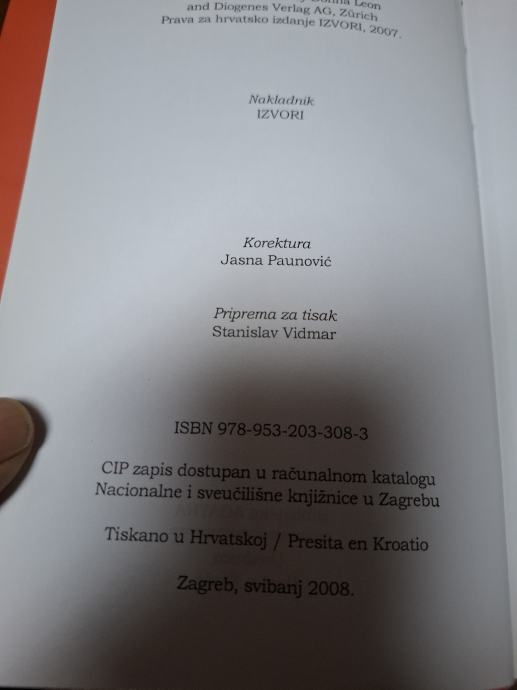 Donna Leon
and Diogenes Verlag AG, Zürich
Prava za hrvatsko izdanje IZVORI, 2007.
Nakladnik
IZVORI
Korektura
Jasna Paunović
Priprema za tisak
Stanislav Vidmar
ISBN 978-953-203-308-3
CIP zapis dostupan u računalnom katalogu
Nacionalne i sveučilišne knjižnice u Zagrebu
Tiskano u Hrvatskoj / Presita en Kroatio
Zagreb, svibanj 2008.